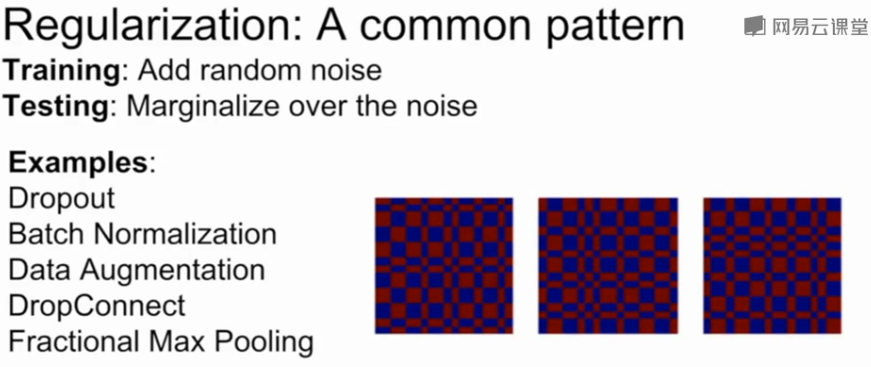 Regularization: A common pattern
网易云课堂
Training: Add random noise
Testing: Marginalize over the noise
Examples:
Dropout
Batch Normalization
Data Augmentation
DropConnect
Fractional Max Pooling